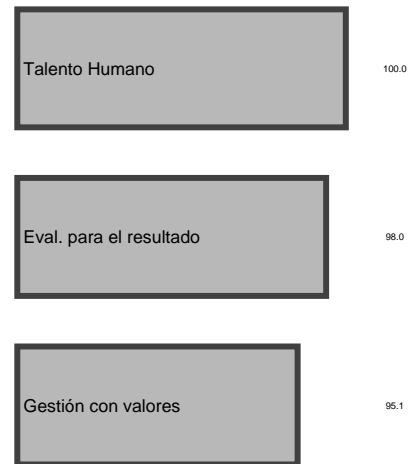 Talento Humano 100.0
Eval. para el resultado 98.0
Gestión con valores 95.1